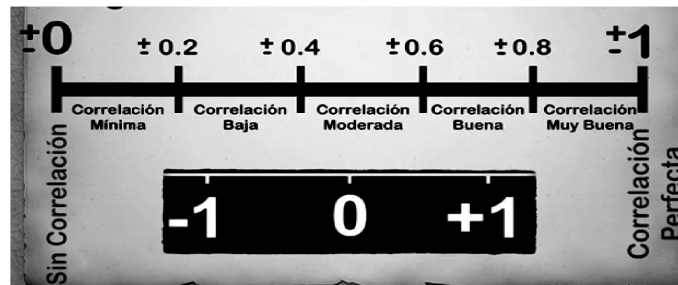 ±0 ± 0.2 ± 0.4 ± 0.6 ± 0.8 ±1
Correlación Mínima
Correlación Baja
Correlación Moderada
Correlación Buena
Correlación Muy Buena
Sin Correlación
Correlación Perfecta
-1 0 +1